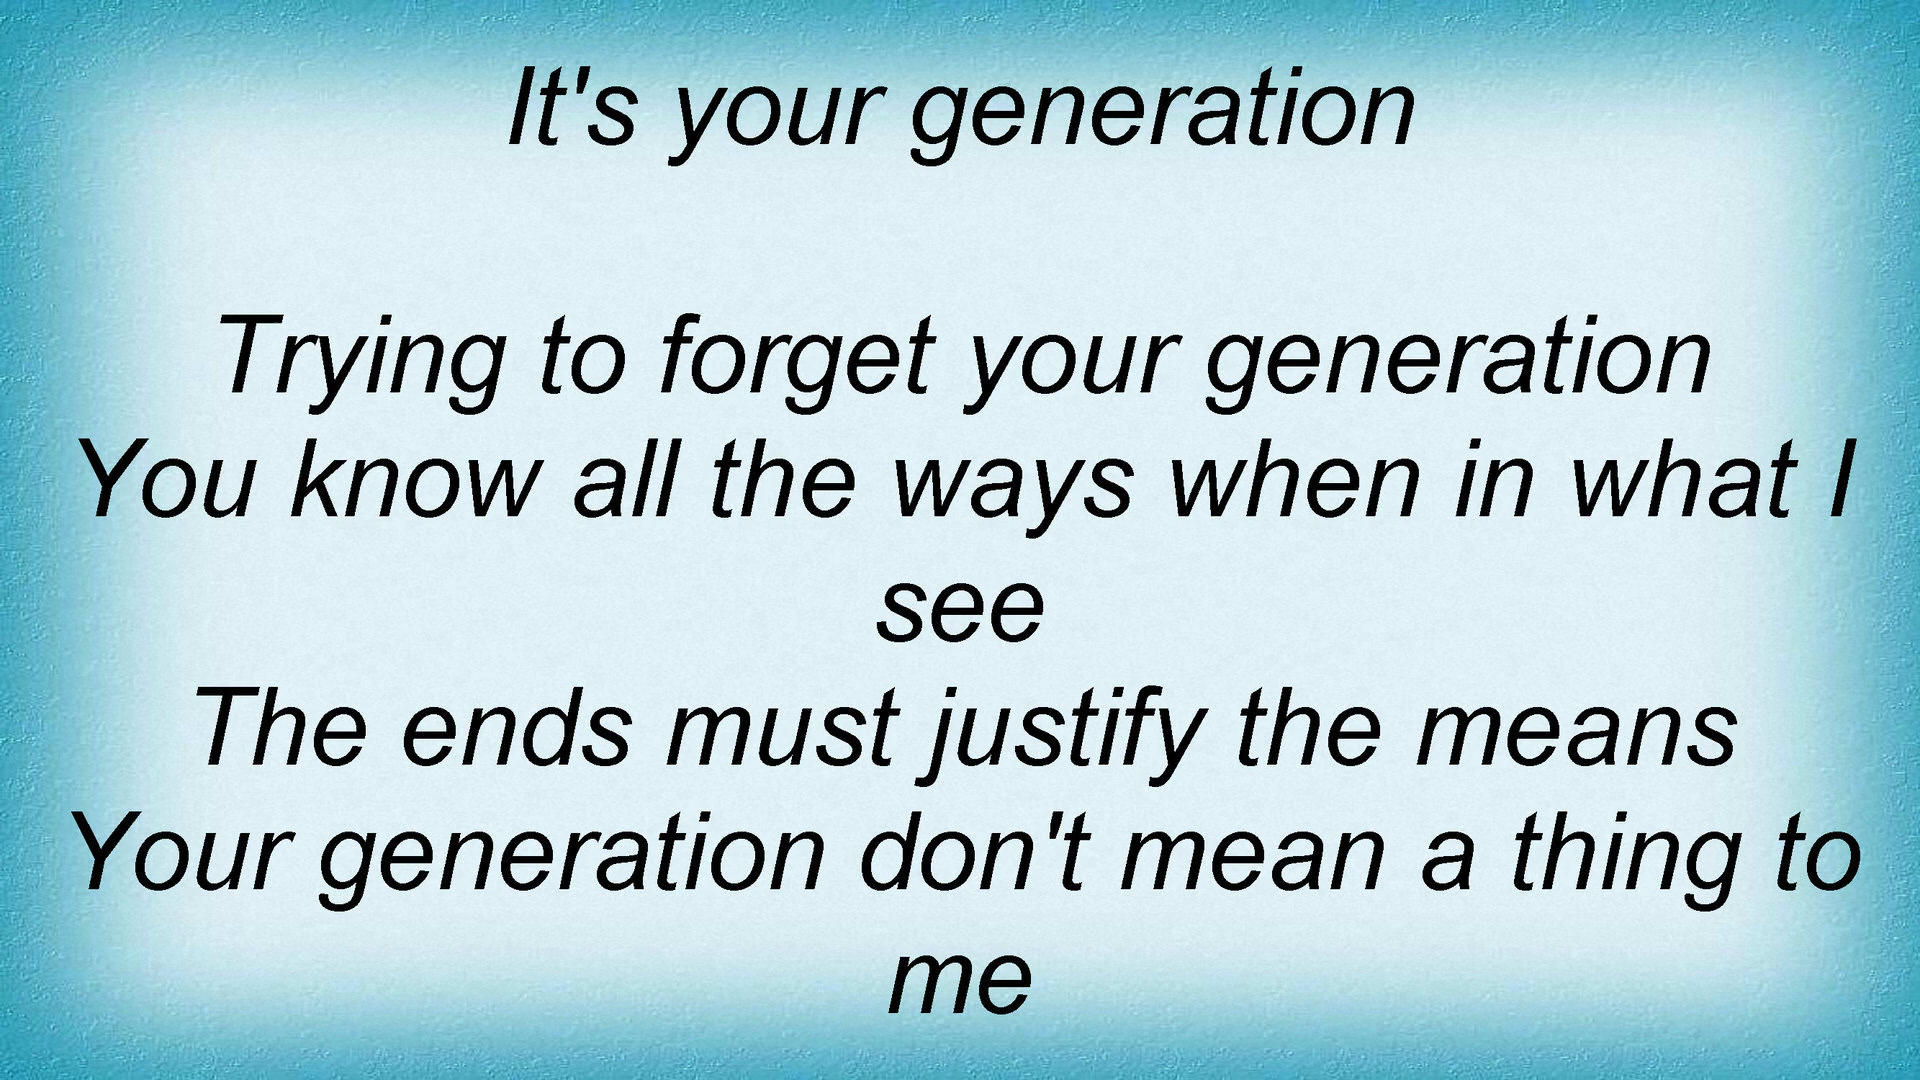 It's your generation
Trying to forget your generation
You know all the ways when in what I
see
The ends must justify the means
Your generation don't mean a thing to
me